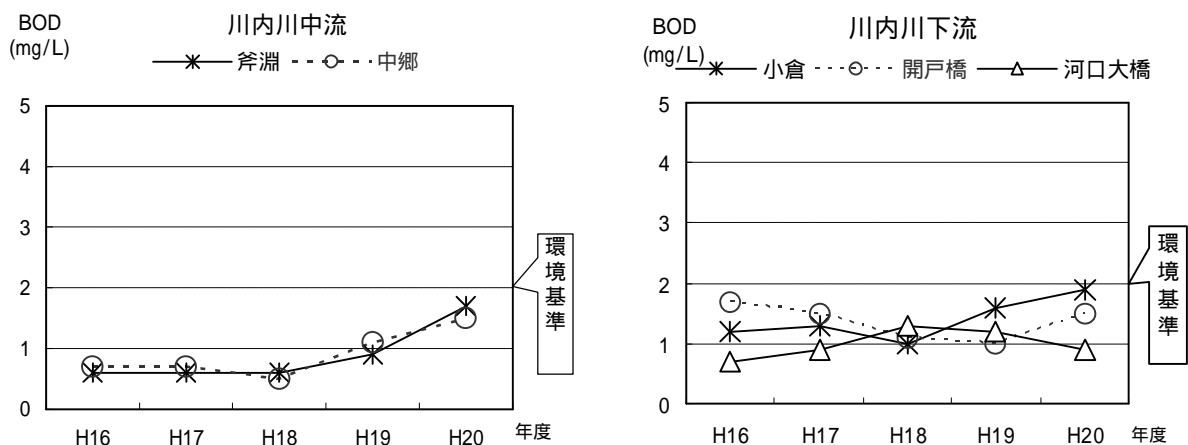 BOD
(mg/L)
川内川中流
斧淵 中郷
5
4
3
2
1
0
H16 H17 H18 H19 H20 年度
環境基準
BOD
(mg/L)
川内川下流
小倉 開戸橋 河口大橋
5
4
3
2
1
0
H16 H17 H18 H19 H20 年度
環境基準